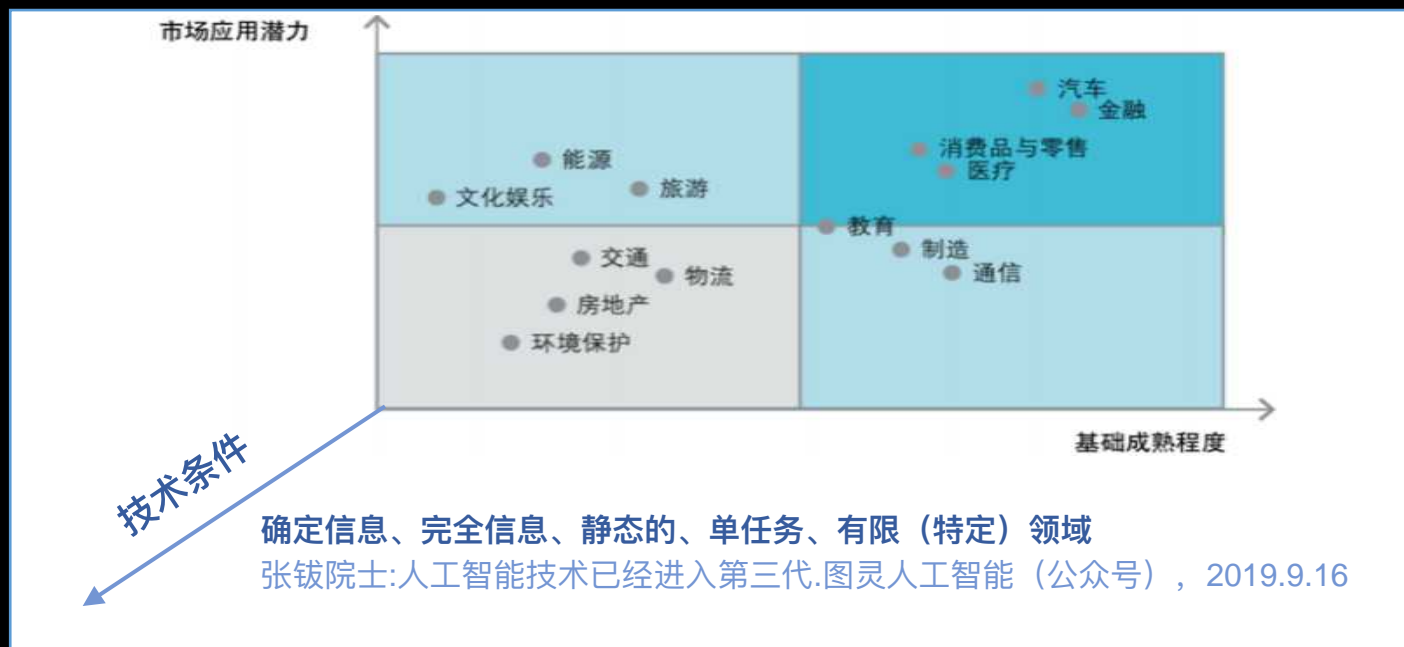 市场应用潜力
汽车
金融
消费品与零售
医疗
能源
旅游
文化娱乐
教育
制造
通信
交通
物流
房地产
环境保护
基础成熟程度
技术条件
确定信息、完全信息、静态的、单任务、有限（特定）领域
张钹院士:人工智能技术已经进入第三代.图灵人工智能（公众号）, 2019.9.16